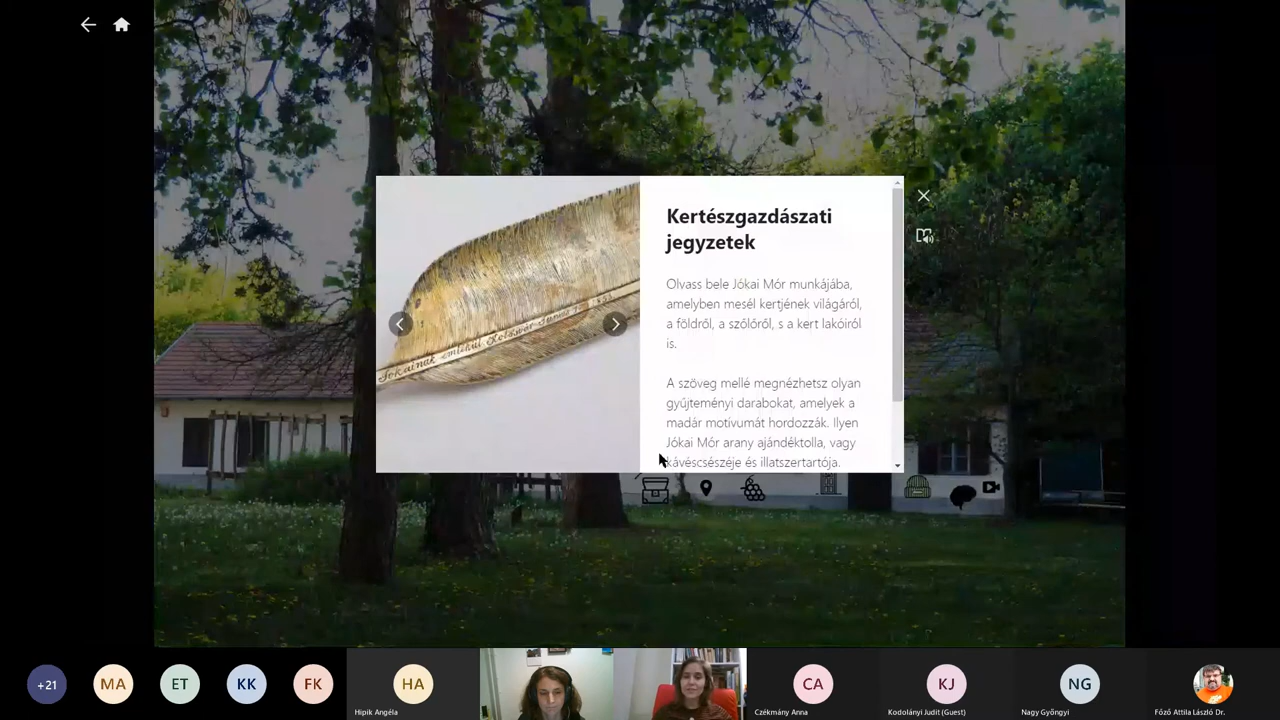 Kertészgazdászati
jegyzetek
Olvass bele Jókai Mór munkájába,
amelyben mesél kertjének világáról,
a földről, a szőlőről, s a kert lakóiról
is.
A szöveg mellé megnézhetsz olyan
gyűjteményi darabokat, amelyek a
madár motívumát hordozzák. Ilyen
Jókai Mór arany ajándéktolla, vagy
kávéscsészéje és illatszertartója.
Jókainak emlékül
+21
MA
ET
KK
FK
HA
CA
KJ
NG
Hipik Angéla
Czékmány Anna
Kodolányi Judit (Guest)
Nagy Gyöngyi
Főző Attila László Dr.